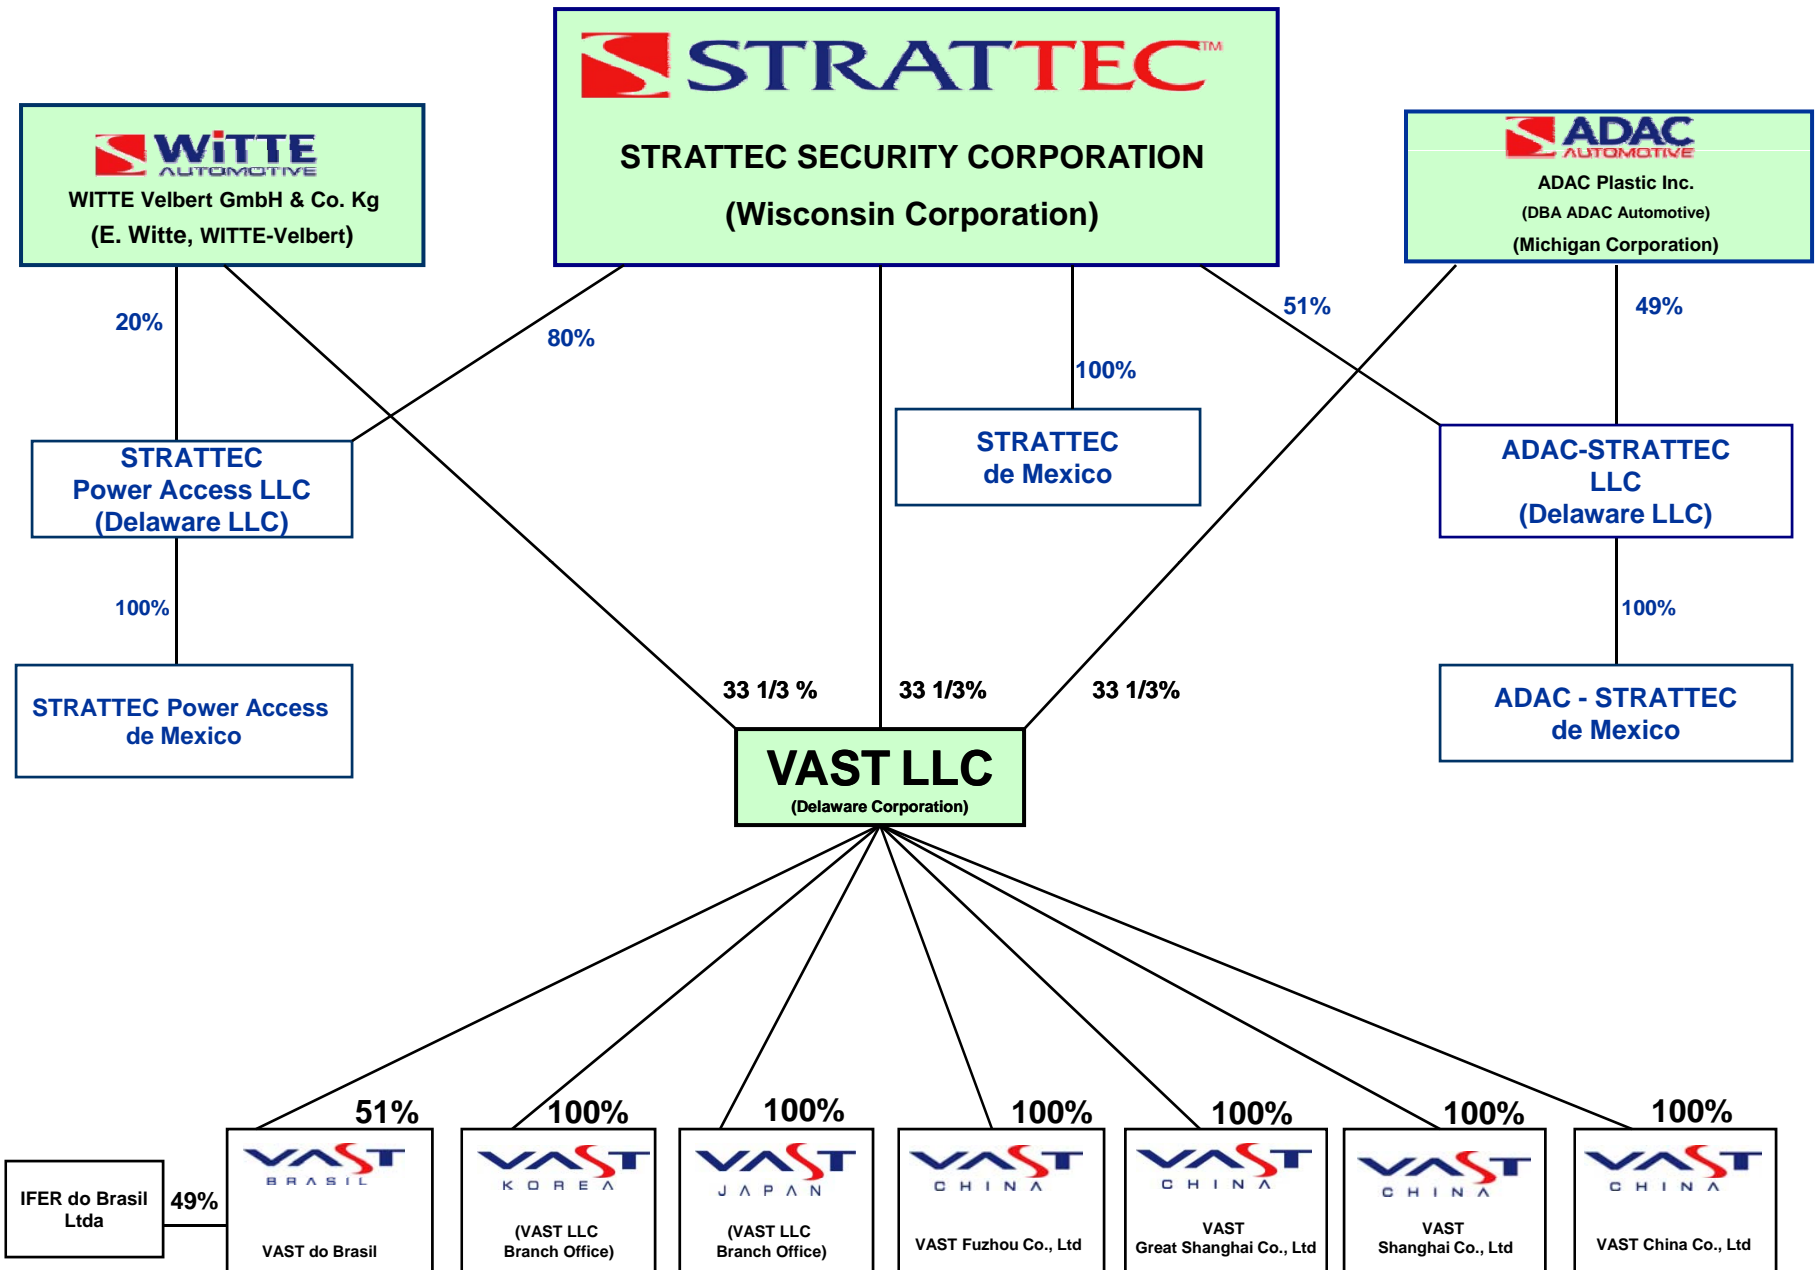 STRATTEC™
STRATTEC SECURITY CORPORATION
(Wisconsin Corporation)
WiTTE
AUTOMOTIVE
WITTE Velbert GmbH & Co. Kg
(E. Witte, WITTE-Velbert)
ADAC
AUTOMOTIVE
ADAC Plastic Inc.
(DBA ADAC Automotive)
(Michigan Corporation)
20%
80%
100%
51%
49%
STRATTEC
Power Access LLC
(Delaware LLC)
STRATTEC
de Mexico
ADAC-STRATTEC
LLC
(Delaware LLC)
100%
100%
STRATTEC Power Access
de Mexico
33 1/3 %
33 1/3%
33 1/3%
ADAC - STRATTEC
de Mexico
VAST LLC
(Delaware Corporation)
51%
100%
100%
100%
100%
100%
100%
IFER do Brasil
Ltda
49%
VAST
BRASIL
VAST do Brasil
VAST
KOREA
(VAST LLC
Branch Office)
VAST
JAPAN
(VAST LLC
Branch Office)
VAST
CHINA
VAST Fuzhou Co., Ltd
VAST
CHINA
VAST
Great Shanghai Co., Ltd
VAST
CHINA
VAST
Shanghai Co., Ltd
VAST
CHINA
VAST China Co., Ltd